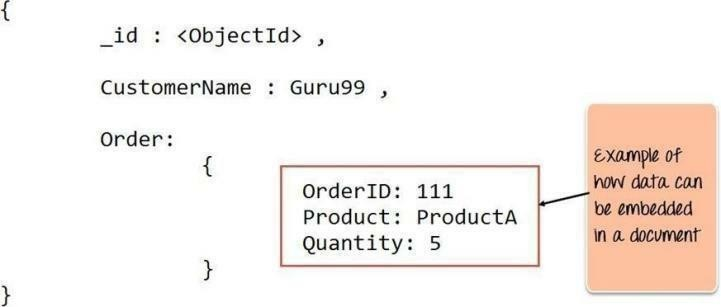 {
_id : <ObjectId> ,
CustomerName : Guru99 ,
Order:
{
OrderID: 111
Product: ProductA
Quantity: 5
}
}
Example of
how data can
be embedded
in a document